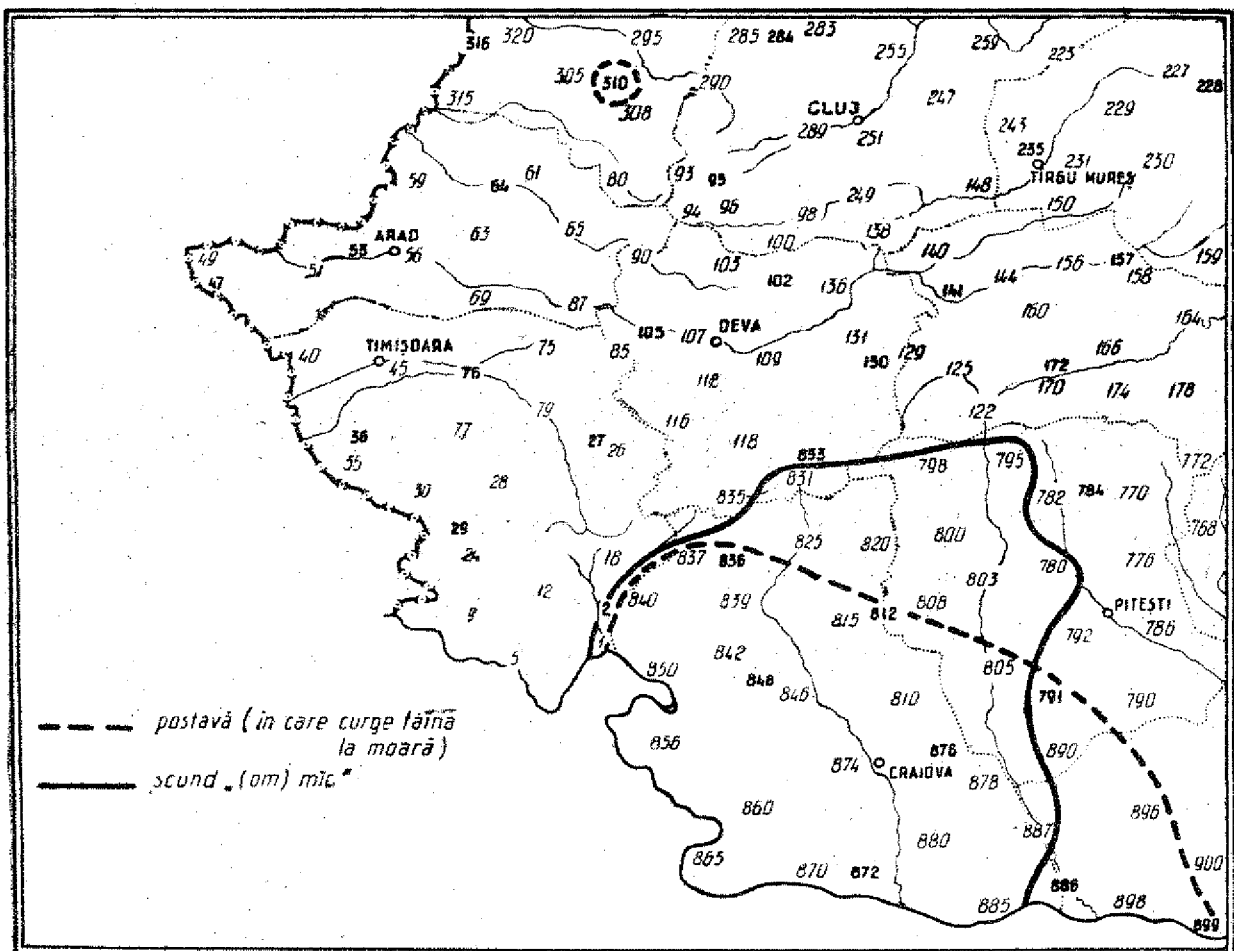 316 320 295 285 284 283 255 259 223
305 310 290 227 228
315 308 CLUJ 247 229
289 251 243
235 231 230
59 64 61 80 93 95 TÎRGU MUREȘ
148
94 96 98 249 150
ARAD 63 65 138
49 51 53 56 90 103 100 140 156 157 159
47 102 136 144 158
69 87 141 160
105 107 DEVA 131 164
40 TIMIȘOARA 75 85 109 130 129 166
45 76 112 125 172
79 170 174 178
36 77 27 26 116 118 122
35 853 798 795 772
30 28 835 831 782 784 770
29 825 820 800 768
24 18 837 836 780 776
12 803
9 2 840 839 815 812 808 PITEȘTI
792 786
5 842 805
850 848 846 810 791 790
postavă (în care curge făina
la moară)
856 876 890
scund „(om) mic"
874 CRAIOVA 878
860 896
865 880 887
870 872 886 900
885 898 899